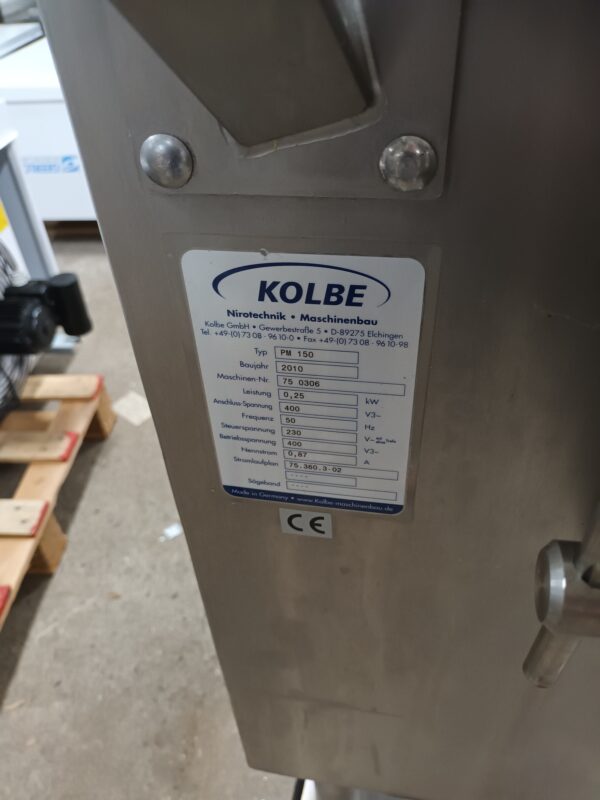 KOLBE
Nirotechnik • Maschinenbau
Kolbe GmbH • Gewerbestraße 5 • D-89275 Elchingen
Tel. +49-(0) 73 08 - 96 10-0 • Fax +49-(0) 73 08 - 96 10-98
Typ PM 150
Baujahr 2010
Maschinen-Nr. 75 0306
Leistung 0,25 kW
Anschluss-Spannung 400 V3~
Frequenz 50 Hz
Steuerspannung 230 V~
Betriebsspannung 400 V3~
Nennstrom 0,87 A
Stromlaufplan 75.360.3-02
----
Sägeband ----
Made in Germany • www.Kolbe-maschinenbau.de
CE